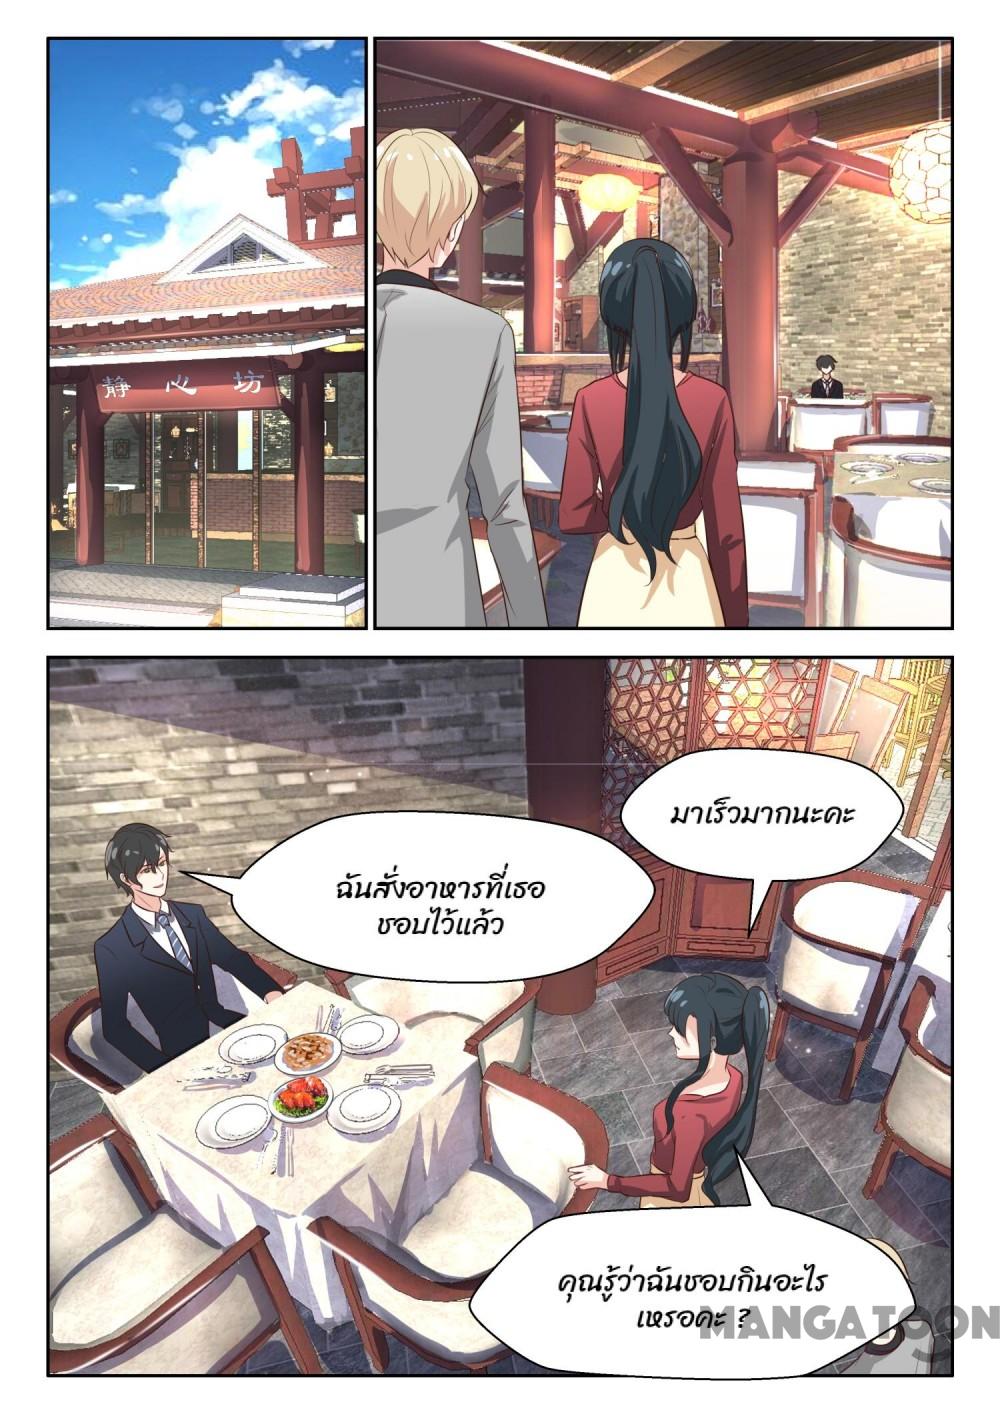 静心坊
มาเร็วมากนะคะ
ฉันสั่งอาหารที่เธอ
ชอบไว้แล้ว
คุณรู้ว่าฉันชอบกินอะไร
เหรอคะ ?
MANGATOON